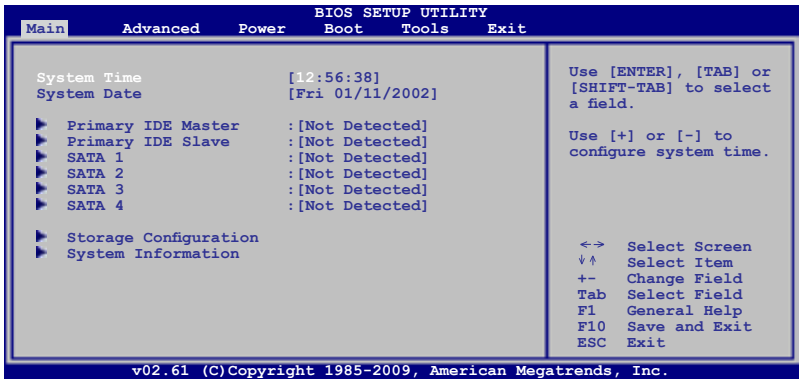 BIOS SETUP UTILITY
Main Advanced Power Boot Tools Exit
System Time [12:56:38]
System Date [Fri 01/11/2002]
Primary IDE Master :[Not Detected]
Primary IDE Slave :[Not Detected]
SATA 1 :[Not Detected]
SATA 2 :[Not Detected]
SATA 3 :[Not Detected]
SATA 4 :[Not Detected]
Storage Configuration
System Information
Use [ENTER], [TAB] or
[SHIFT-TAB] to select
a field.
Use [+] or [-] to
configure system time.
←→ Select Screen
↓↑ Select Item
+- Change Field
Tab Select Field
F1 General Help
F10 Save and Exit
ESC Exit
v02.61 (C)Copyright 1985-2009, American Megatrends, Inc.